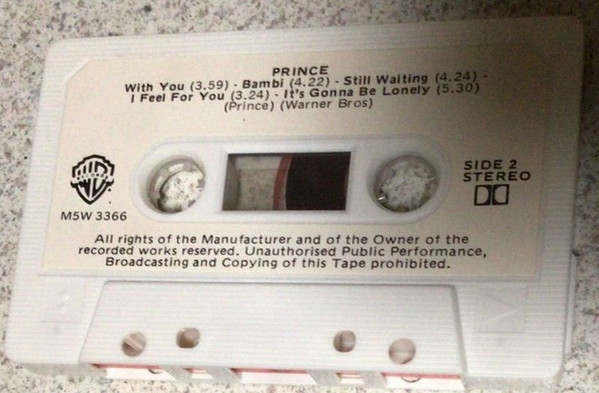 PRINCE
With You (3.59) - Bambi (4.22) - Still Waiting (4.24) -
I Feel For You (3.24) - It's Gonna Be Lonely (5.30)
(Prince) (Warner Bros)
SIDE 2
STEREO
M5W 3366
All rights of the Manufacturer and of the Owner of the
recorded works reserved. Unauthorised Public Performance,
Broadcasting and Copying of this Tape prohibited.